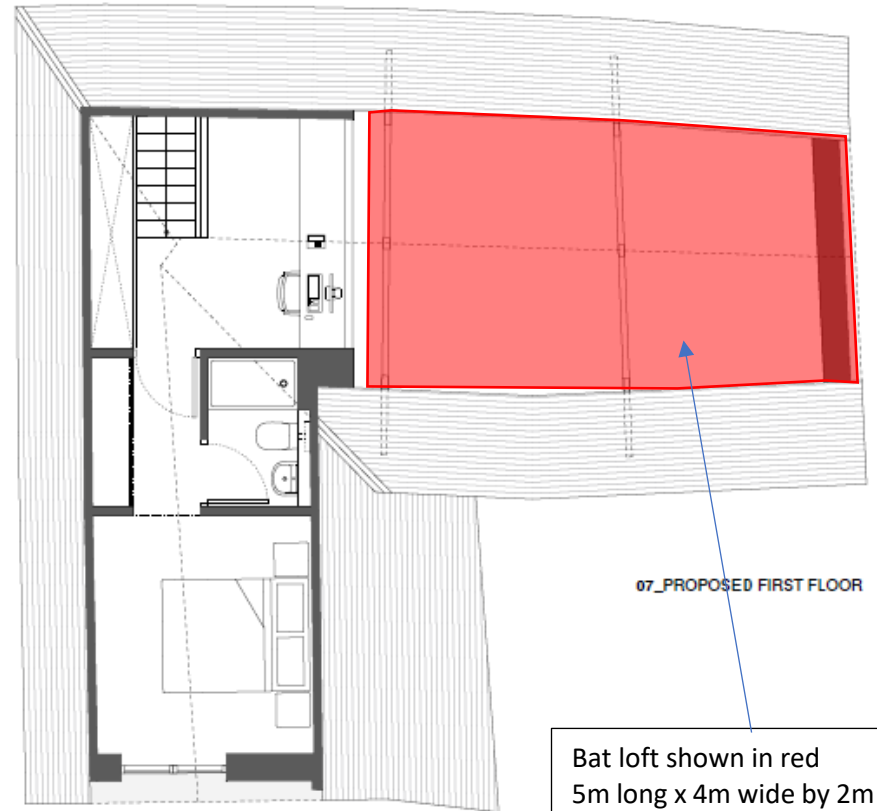 07_PROPOSED FIRST FLOOR
Bat loft shown in red
5m long x 4m wide by 2m